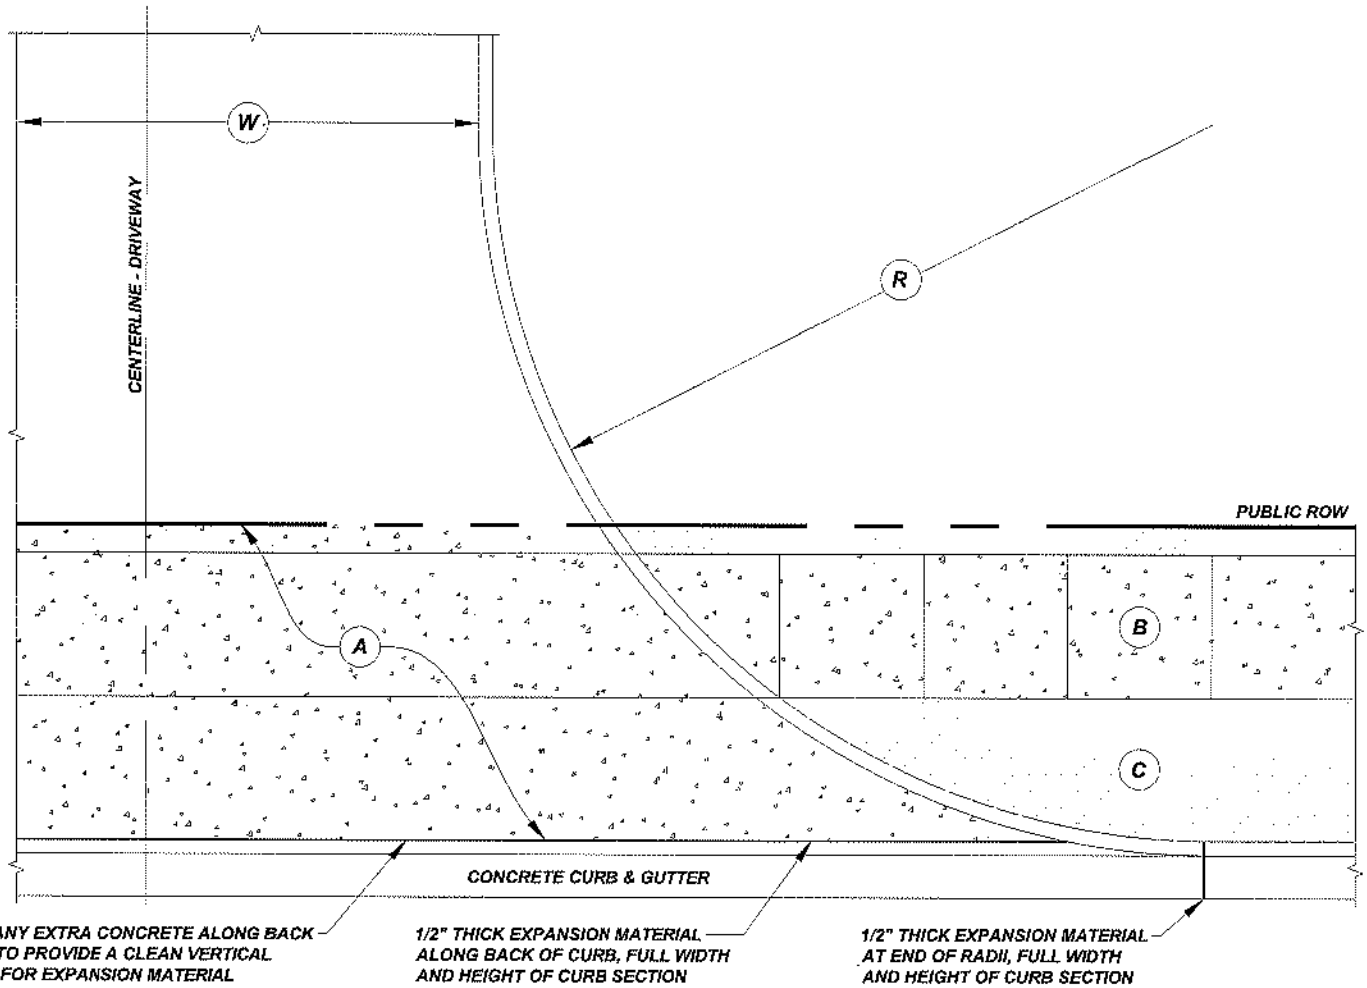 W
CENTERLINE - DRIVEWAY
R
PUBLIC ROW
B
A
C
CONCRETE CURB & GUTTER
ANY EXTRA CONCRETE ALONG BACK
TO PROVIDE A CLEAN VERTICAL
FOR EXPANSION MATERIAL
1/2" THICK EXPANSION MATERIAL
ALONG BACK OF CURB, FULL WIDTH
AND HEIGHT OF CURB SECTION
1/2" THICK EXPANSION MATERIAL
AT END OF RADII, FULL WIDTH
AND HEIGHT OF CURB SECTION